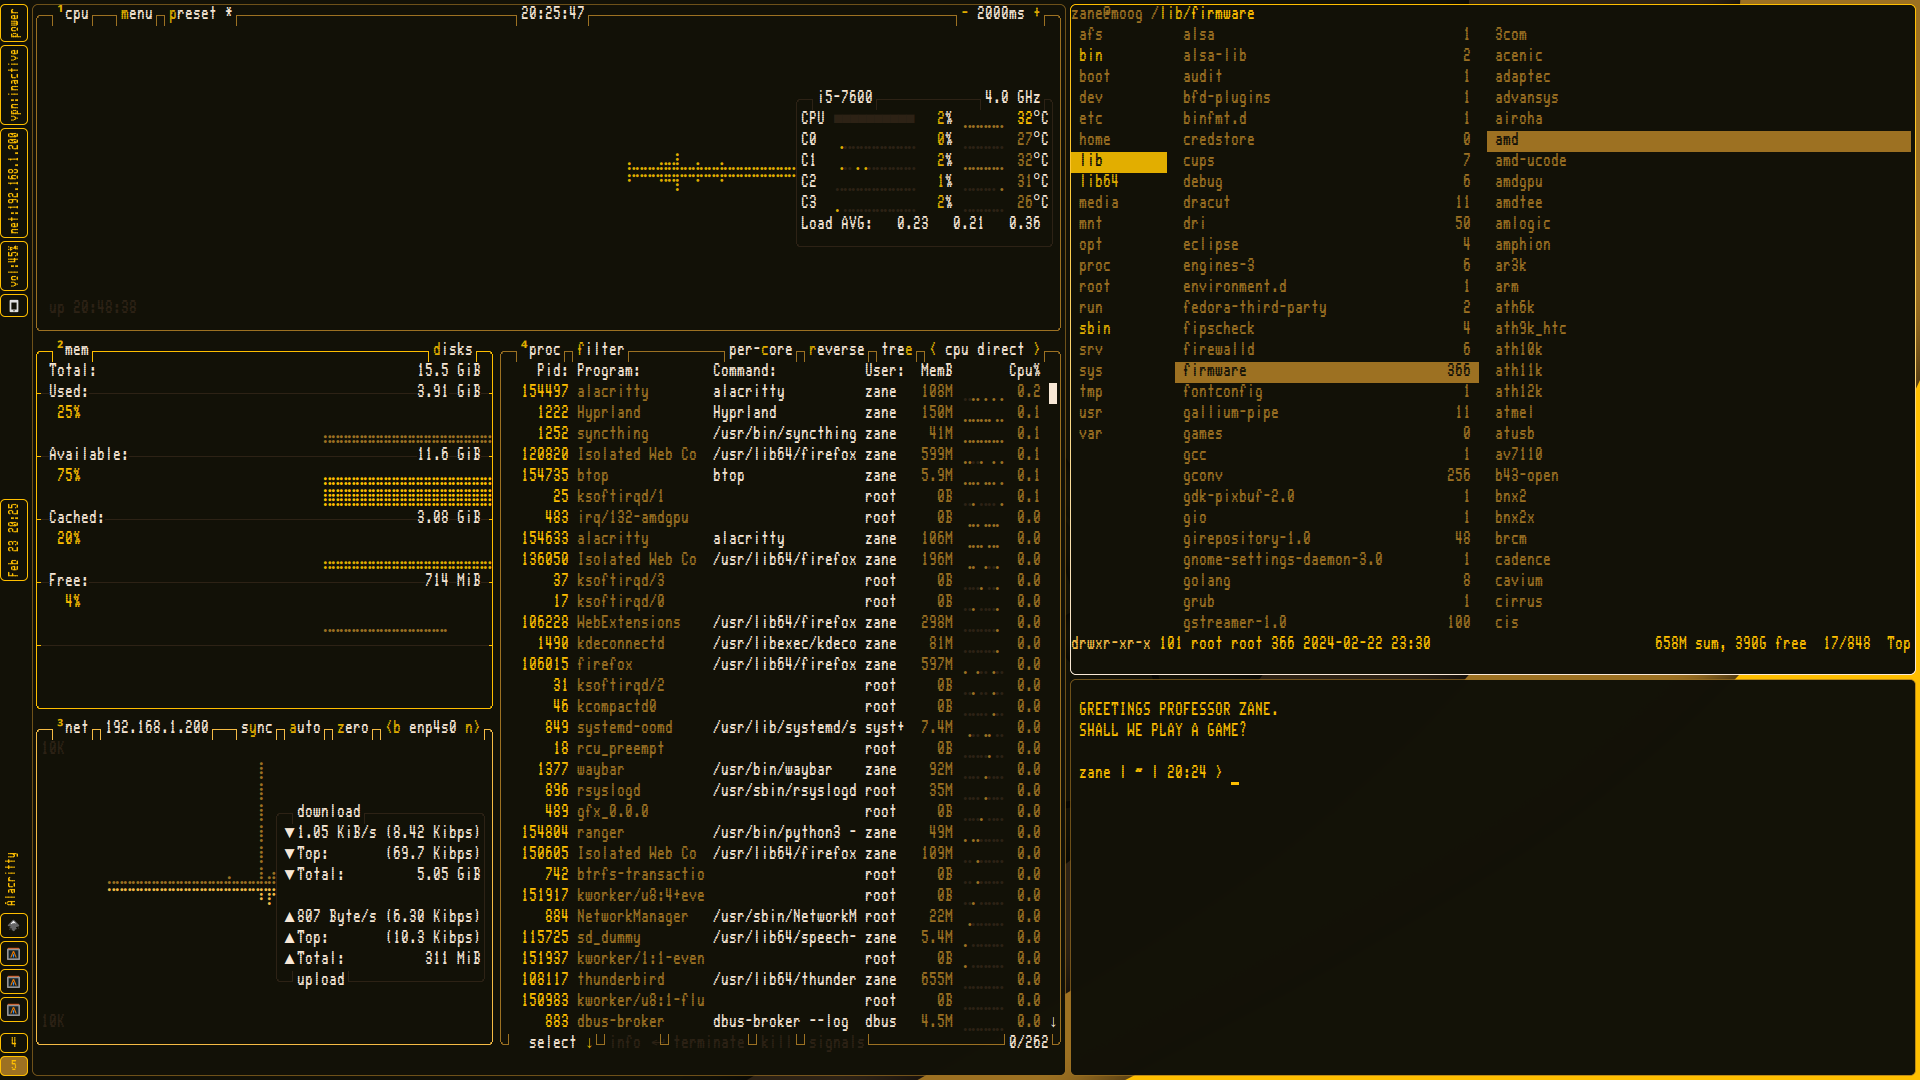 power
vpn:inactive
net:192.168.1.200
vol:45%
Feb 23 20:25
Alacritty
4
5
¹cpu menu preset * 20:25:47 - 2000ms +
i5-7600 4.0 GHz
CPU 2% 32°C
C0 0% 27°C
C1 2% 32°C
C2 1% 31°C
C3 2% 26°C
Load AVG: 0.23 0.21 0.36
up 20:48:38
²mem disks
Total: 15.5 GiB
Used: 3.91 GiB
25%
Available: 11.6 GiB
75%
Cached: 3.08 GiB
20%
Free: 714 MiB
4%
³net 192.168.1.200 sync auto zero <b enp4s0 n>
10K
download
▼1.05 KiB/s (8.42 Kibps)
▼Top: (69.7 Kibps)
▼Total: 5.05 GiB
▲807 Byte/s (6.30 Kibps)
▲Top: (10.3 Kibps)
▲Total: 311 MiB
upload
10K
⁴proc filter per-core reverse tree < cpu direct >
Pid: Program: Command: User: MemB Cpu%
154497 alacritty alacritty zane 108M 0.2
1222 Hyprland Hyprland zane 150M 0.1
1252 syncthing /usr/bin/syncthing zane 41M 0.1
120820 Isolated Web Co /usr/lib64/firefox zane 599M 0.1
154735 btop btop zane 5.9M 0.1
25 ksoftirqd/1 root 0B 0.1
483 irq/132-amdgpu root 0B 0.0
154633 alacritty alacritty zane 106M 0.0
136050 Isolated Web Co /usr/lib64/firefox zane 196M 0.0
37 ksoftirqd/3 root 0B 0.0
17 ksoftirqd/0 root 0B 0.0
106228 WebExtensions /usr/lib64/firefox zane 298M 0.0
1490 kdeconnectd /usr/libexec/kdeco zane 81M 0.0
106015 firefox /usr/lib64/firefox zane 597M 0.0
31 ksoftirqd/2 root 0B 0.0
46 kcompactd0 root 0B 0.0
849 systemd-oomd /usr/lib/systemd/s syst+ 7.4M 0.0
18 rcu_preempt root 0B 0.0
1377 waybar /usr/bin/waybar zane 92M 0.0
896 rsyslogd /usr/sbin/rsyslogd root 35M 0.0
489 gfx_0.0.0 root 0B 0.0
154804 ranger /usr/bin/python3 - zane 49M 0.0
150605 Isolated Web Co /usr/lib64/firefox zane 109M 0.0
742 btrfs-transactio root 0B 0.0
151917 kworker/u8:4+eve root 0B 0.0
884 NetworkManager /usr/sbin/NetworkM root 22M 0.0
115725 sd_dummy /usr/lib64/speech- zane 5.4M 0.0
151937 kworker/1:1-even root 0B 0.0
108117 thunderbird /usr/lib64/thunder zane 655M 0.0
150983 kworker/u8:1-flu root 0B 0.0
883 dbus-broker dbus-broker --log dbus 4.5M 0.0 ↓
select ↓ info terminate kill signals 0/262
zane@moog /lib/firmware
afs alsa 1 3com
bin alsa-lib 2 acenic
boot audit 1 adaptec
dev bfd-plugins 1 advansys
etc binfmt.d 1 airoha
home credstore 0 amd
lib cups 7 amd-ucode
lib64 debug 6 amdgpu
media dracut 11 amdtee
mnt dri 50 amlogic
opt eclipse 4 amphion
proc engines-3 6 ar3k
root environment.d 1 arm
run fedora-third-party 2 ath6k
sbin fipscheck 4 ath9k_htc
srv firewalld 6 ath10k
sys firmware 366 ath11k
tmp fontconfig 1 ath12k
usr gallium-pipe 11 atmel
var games 0 atusb
gcc 1 av7110
gconv 256 b43-open
gdk-pixbuf-2.0 1 bnx2
gio 1 bnx2x
girepository-1.0 48 brcm
gnome-settings-daemon-3.0 1 cadence
golang 8 cavium
grub 1 cirrus
gstreamer-1.0 100 cis
drwxr-xr-x 101 root root 366 2024-02-22 23:30 658M sum, 390G free 17/848 Top
GREETINGS PROFESSOR ZANE.
SHALL WE PLAY A GAME?
zane | ~ | 20:24 > _